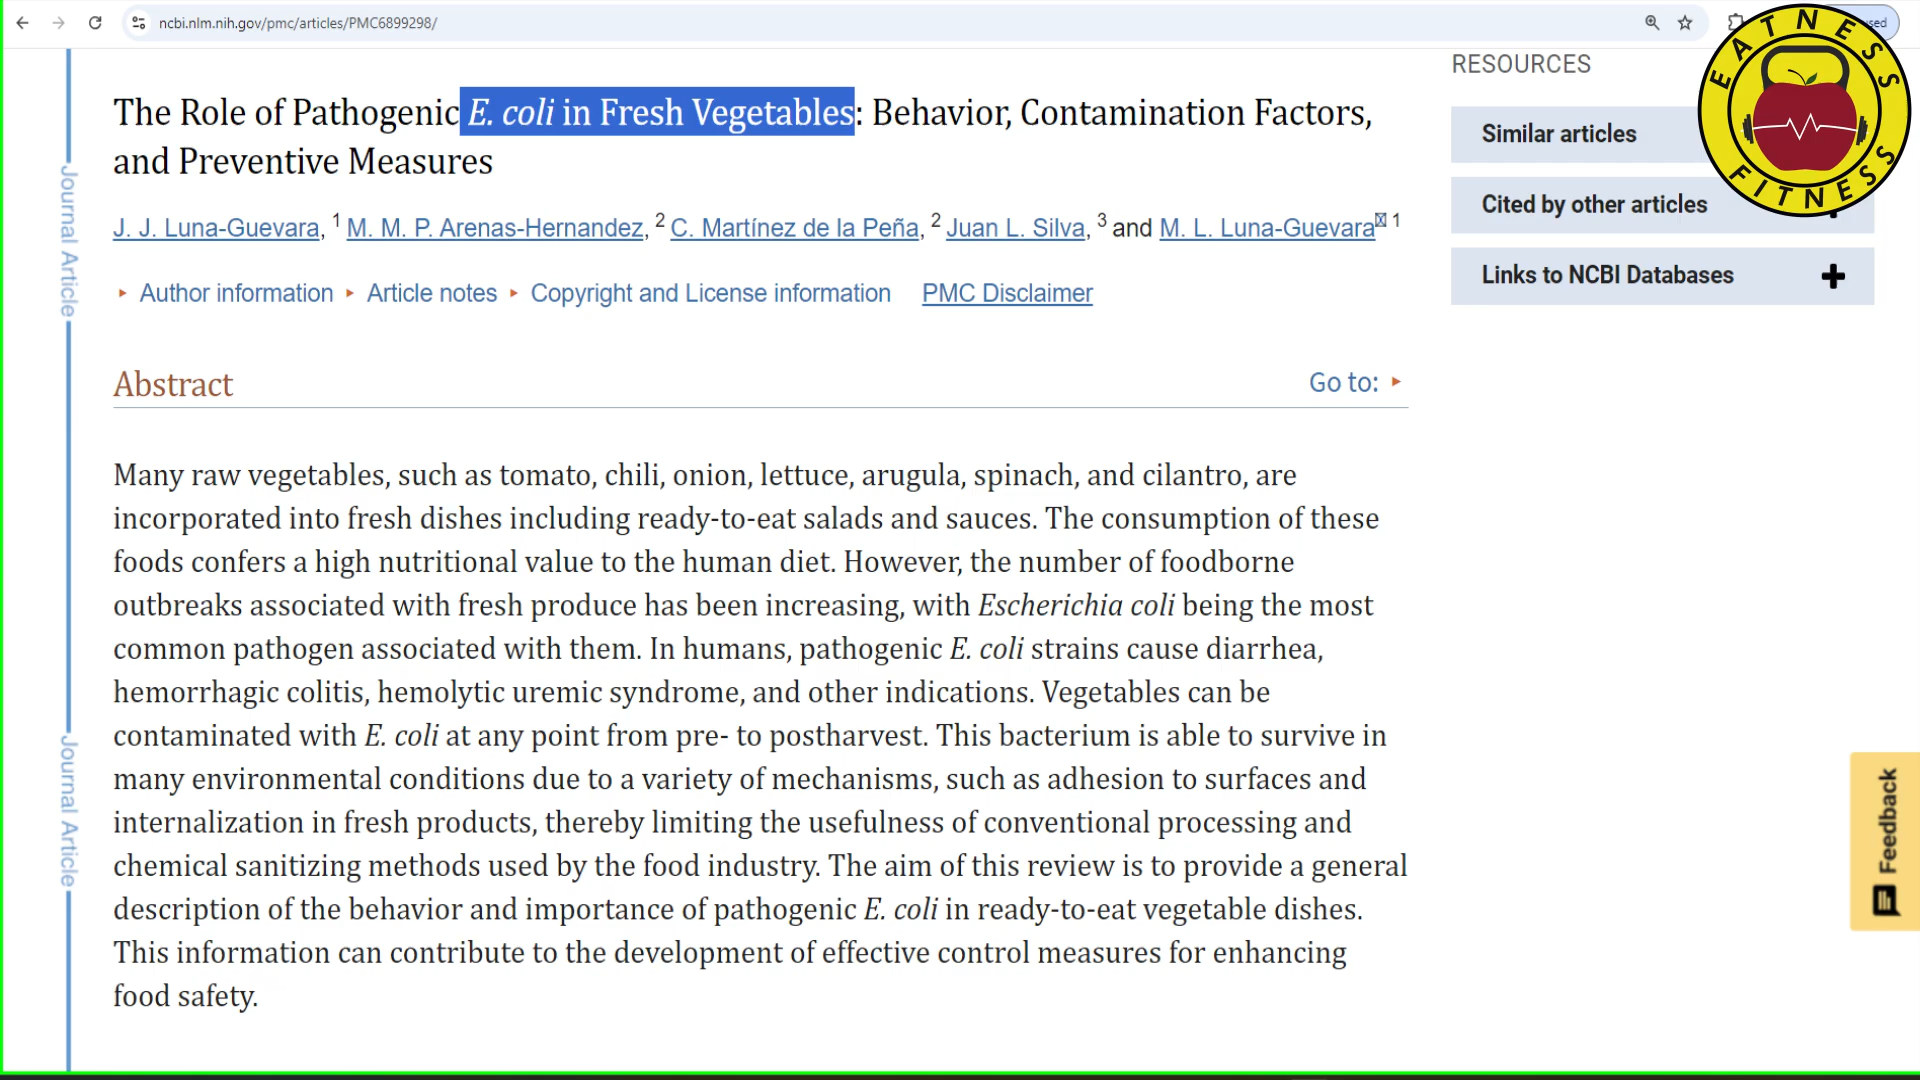 ncbi.nlm.nih.gov/pmc/articles/PMC6899298/
used
EATNESS
FITNESS
RESOURCES
Similar articles
Cited by other articles
Links to NCBI Databases
Journal Article
Journal Article
The Role of Pathogenic E. coli in Fresh Vegetables: Behavior, Contamination Factors,
and Preventive Measures
J. J. Luna-Guevara, 1 M. M. P. Arenas-Hernandez, 2 C. Martínez de la Peña, 2 Juan L. Silva, 3 and M. L. Luna-Guevara 1
Author information Article notes Copyright and License information PMC Disclaimer
Abstract
Go to:
Many raw vegetables, such as tomato, chili, onion, lettuce, arugula, spinach, and cilantro, are
incorporated into fresh dishes including ready-to-eat salads and sauces. The consumption of these
foods confers a high nutritional value to the human diet. However, the number of foodborne
outbreaks associated with fresh produce has been increasing, with Escherichia coli being the most
common pathogen associated with them. In humans, pathogenic E. coli strains cause diarrhea,
hemorrhagic colitis, hemolytic uremic syndrome, and other indications. Vegetables can be
contaminated with E. coli at any point from pre- to postharvest. This bacterium is able to survive in
many environmental conditions due to a variety of mechanisms, such as adhesion to surfaces and
internalization in fresh products, thereby limiting the usefulness of conventional processing and
chemical sanitizing methods used by the food industry. The aim of this review is to provide a general
description of the behavior and importance of pathogenic E. coli in ready-to-eat vegetable dishes.
This information can contribute to the development of effective control measures for enhancing
food safety.
Feedback